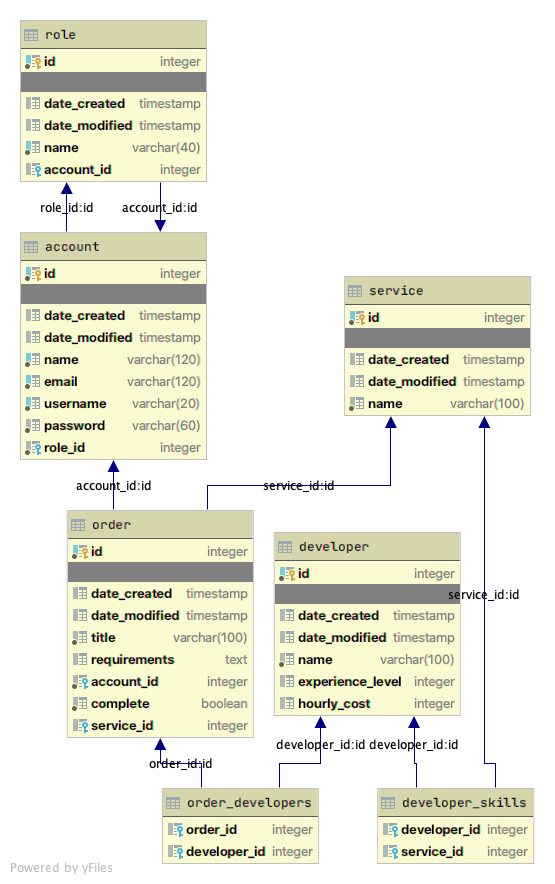 role
id integer
date_created timestamp
date_modified timestamp
name varchar(40)
account_id integer
role_id:id account_id:id
account
id integer
date_created timestamp
date_modified timestamp
name varchar(120)
email varchar(120)
username varchar(20)
password varchar(60)
role_id integer
service
id integer
date_created timestamp
date_modified timestamp
name varchar(100)
account_id:id service_id:id
order
id integer
date_created timestamp
date_modified timestamp
title varchar(100)
requirements text
account_id integer
complete boolean
service_id integer
developer
id integer
service_id:id
date_created timestamp
date_modified timestamp
name varchar(100)
experience_level integer
hourly_cost integer
developer_id:id developer_id:id
order_id:id
order_developers
order_id integer
developer_id integer
developer_skills
developer_id integer
service_id integer
Powered by yFiles